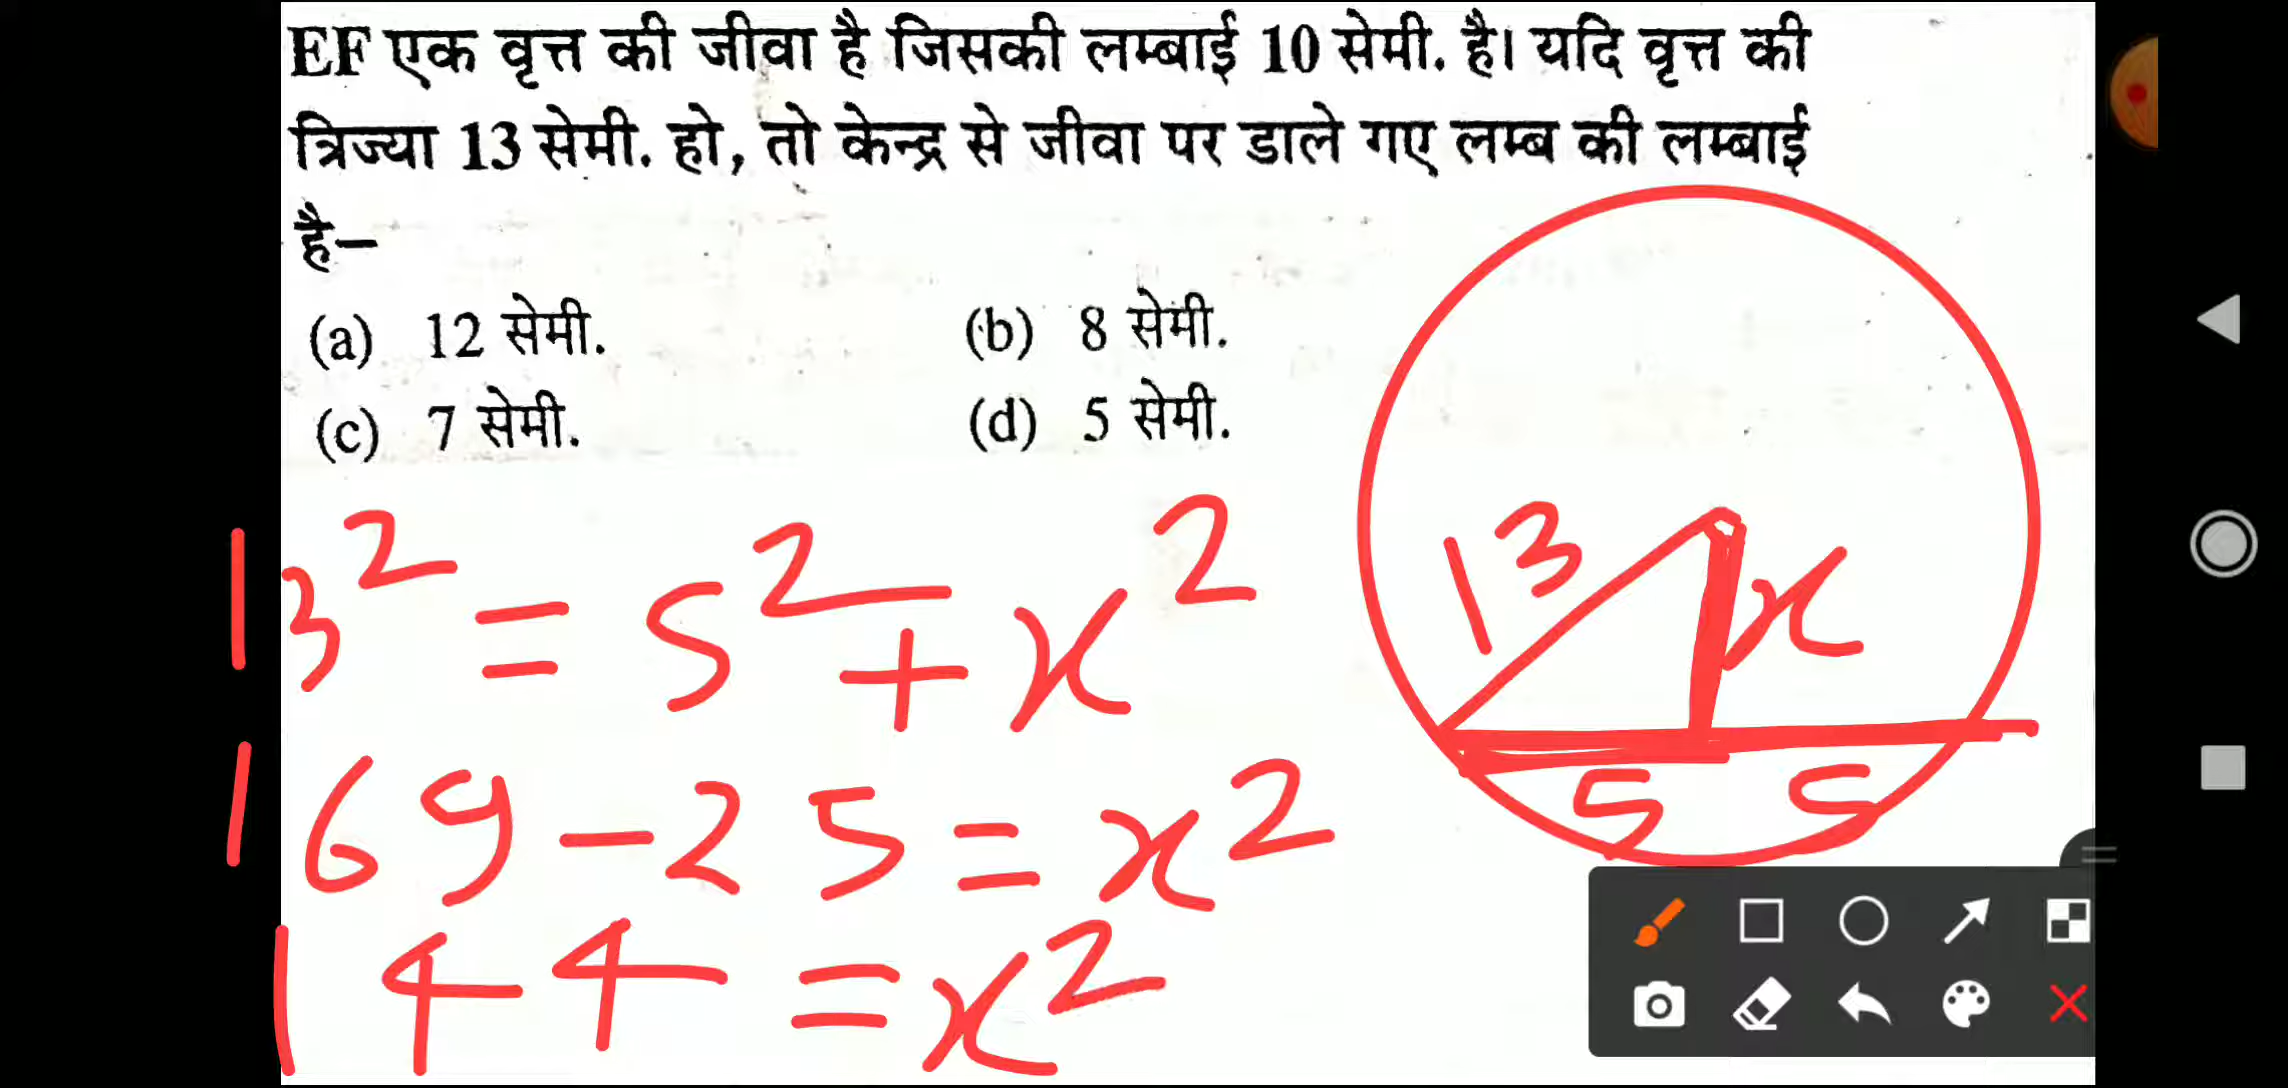 EF एक वृत्त की जीवा है जिसकी लम्बाई 10 सेमी. है। यदि वृत्त की
त्रिज्या 13 सेमी. हो, तो केन्द्र से जीवा पर डाले गए लम्ब की लम्बाई
है–
(a) 12 सेमी. (b) 8 सेमी.
(c) 7 सेमी. (d) 5 सेमी.
13² = 5² + x²
169 - 25 = x²
144 = x²
13 x
5 5